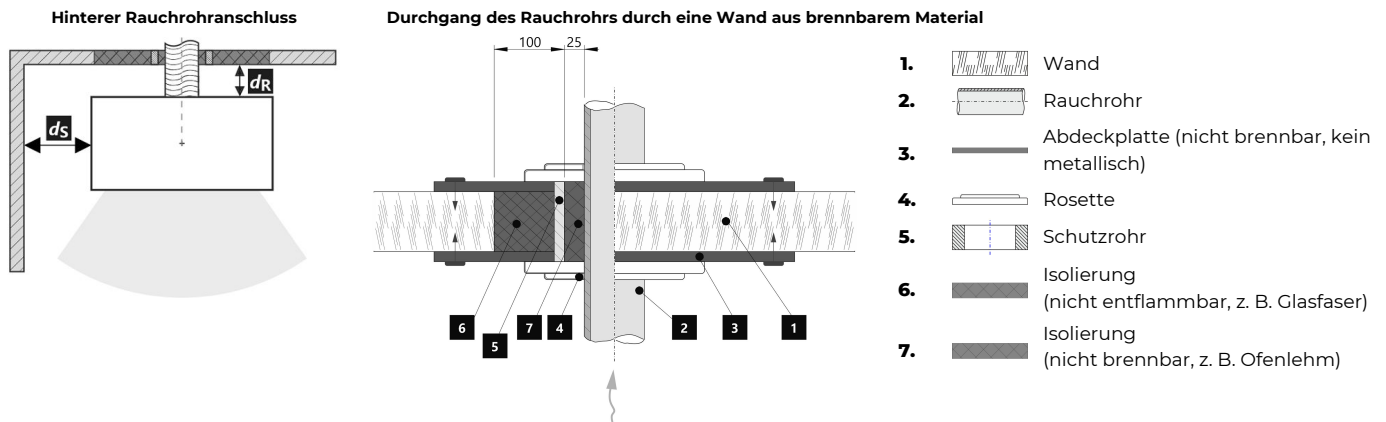 Hinterer Rauchrohranschluss
dR
dS
Durchgang des Rauchrohrs durch eine Wand aus brennbarem Material
100
25
6
5
7
4
2
3
1
1. Wand
2. Rauchrohr
3. Abdeckplatte (nicht brennbar, kein
metallisch)
4. Rosette
5. Schutzrohr
6. Isolierung
(nicht entflammbar, z. B. Glasfaser)
7. Isolierung
(nicht brennbar, z. B. Ofenlehm)